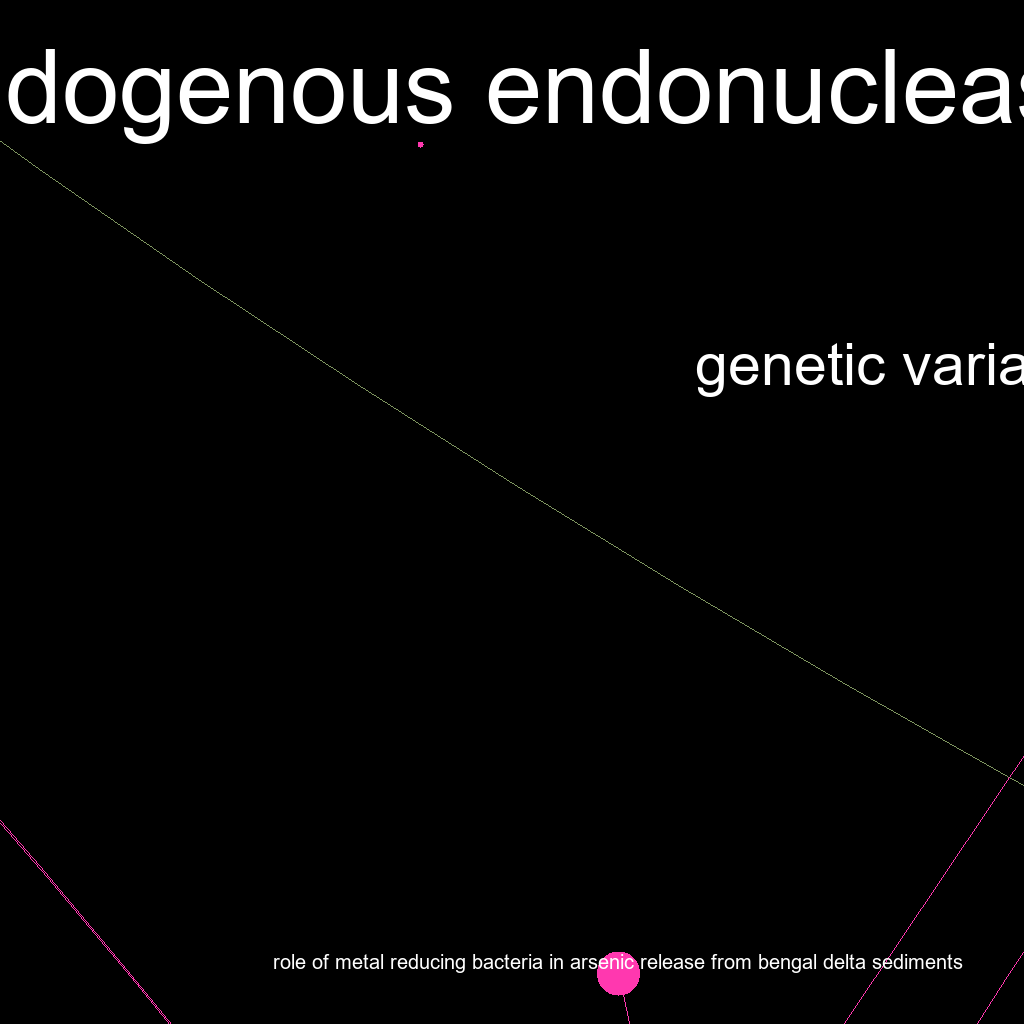 dogenous endonucleas
genetic varia
role of metal reducing bacteria in arsenic release from bengal delta sediments